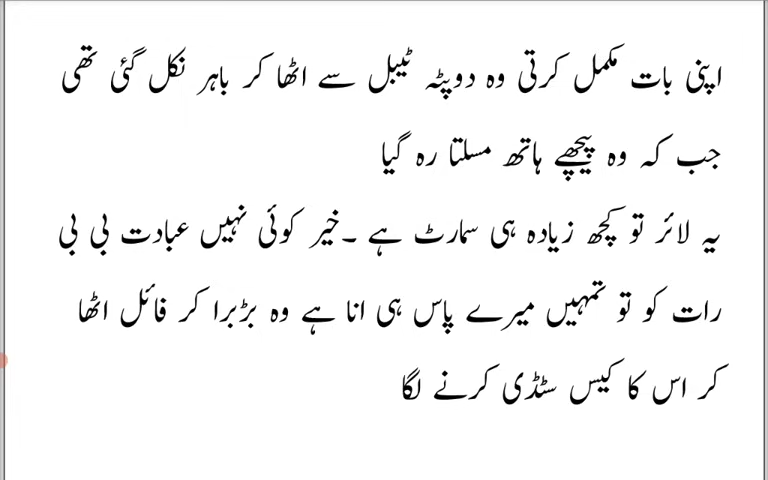 اپنی بات مکمل کرتی وہ دوپٹہ ٹیبل سے اٹھا کر باہر نکل گئی تھی
جب کہ وہ پیچھے ہاتھ مسلتا رہ گیا
یہ لائر تو کچھ زیادہ ہی سمارٹ ہے ۔خیر کوئی نہیں عبادت بی بی
رات کو تو تمہیں میرے پاس ہی انا ہے وہ بڑبرا کر فائل اٹھا
کر اس کا کیس سٹڈی کرنے لگا